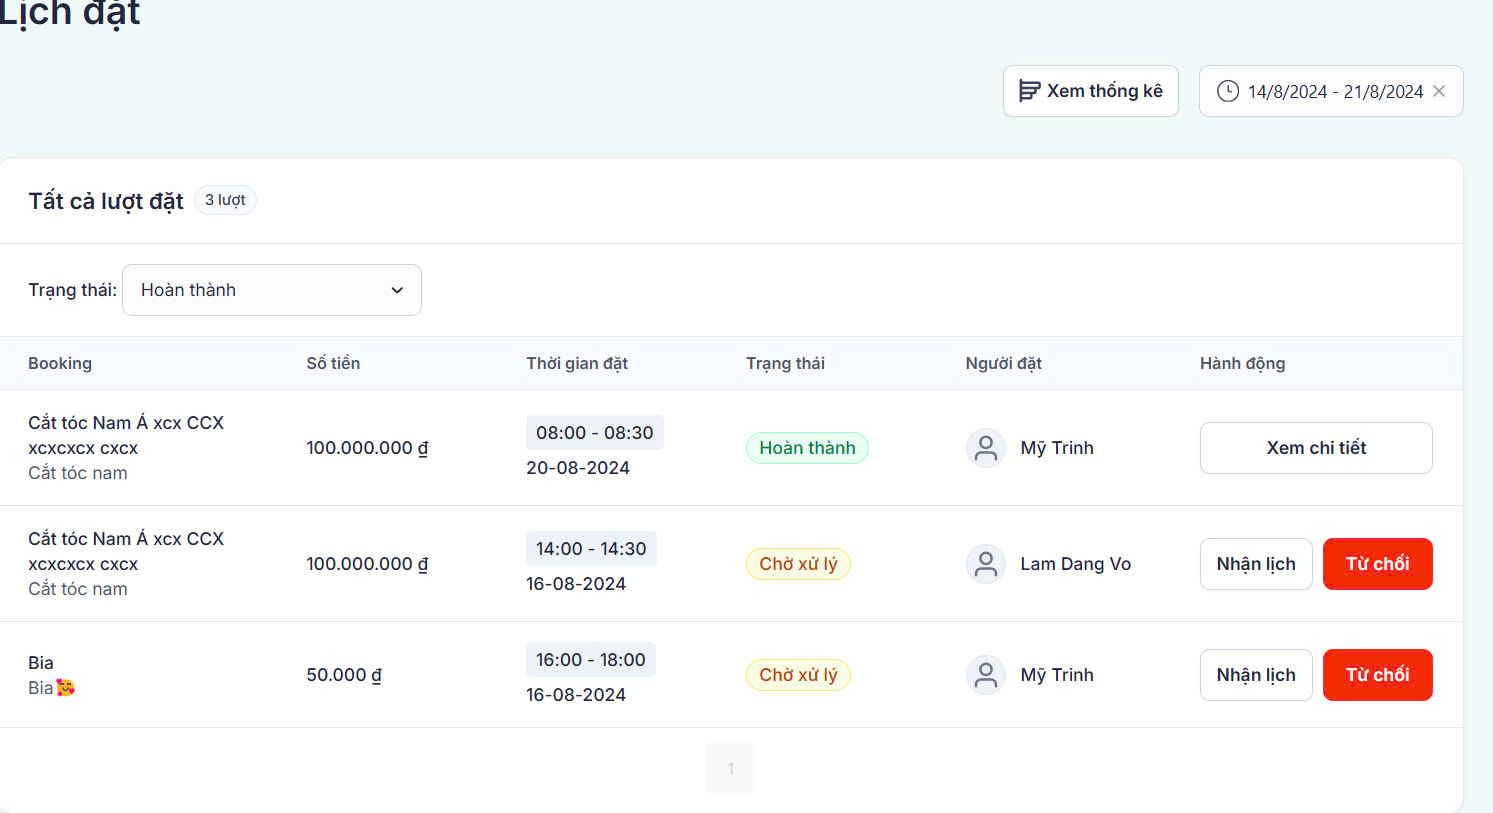 Lịch đặt
Xem thống kê
14/8/2024 - 21/8/2024
Tất cả lượt đặt 3 lượt
Trạng thái: Hoàn thành
Booking Số tiền Thời gian đặt Trạng thái Người đặt Hành động
Cắt tóc Nam Á xcx CCX
xcxcxcx cxcx
Cắt tóc nam
100.000.000 ₫
08:00 - 08:30
20-08-2024
Hoàn thành
Mỹ Trinh
Xem chi tiết
Cắt tóc Nam Á xcx CCX
xcxcxcx cxcx
Cắt tóc nam
100.000.000 ₫
14:00 - 14:30
16-08-2024
Chờ xử lý
Lam Dang Vo
Nhận lịch Từ chối
Bia
Bia🥰
50.000 ₫
16:00 - 18:00
16-08-2024
Chờ xử lý
Mỹ Trinh
Nhận lịch Từ chối
1